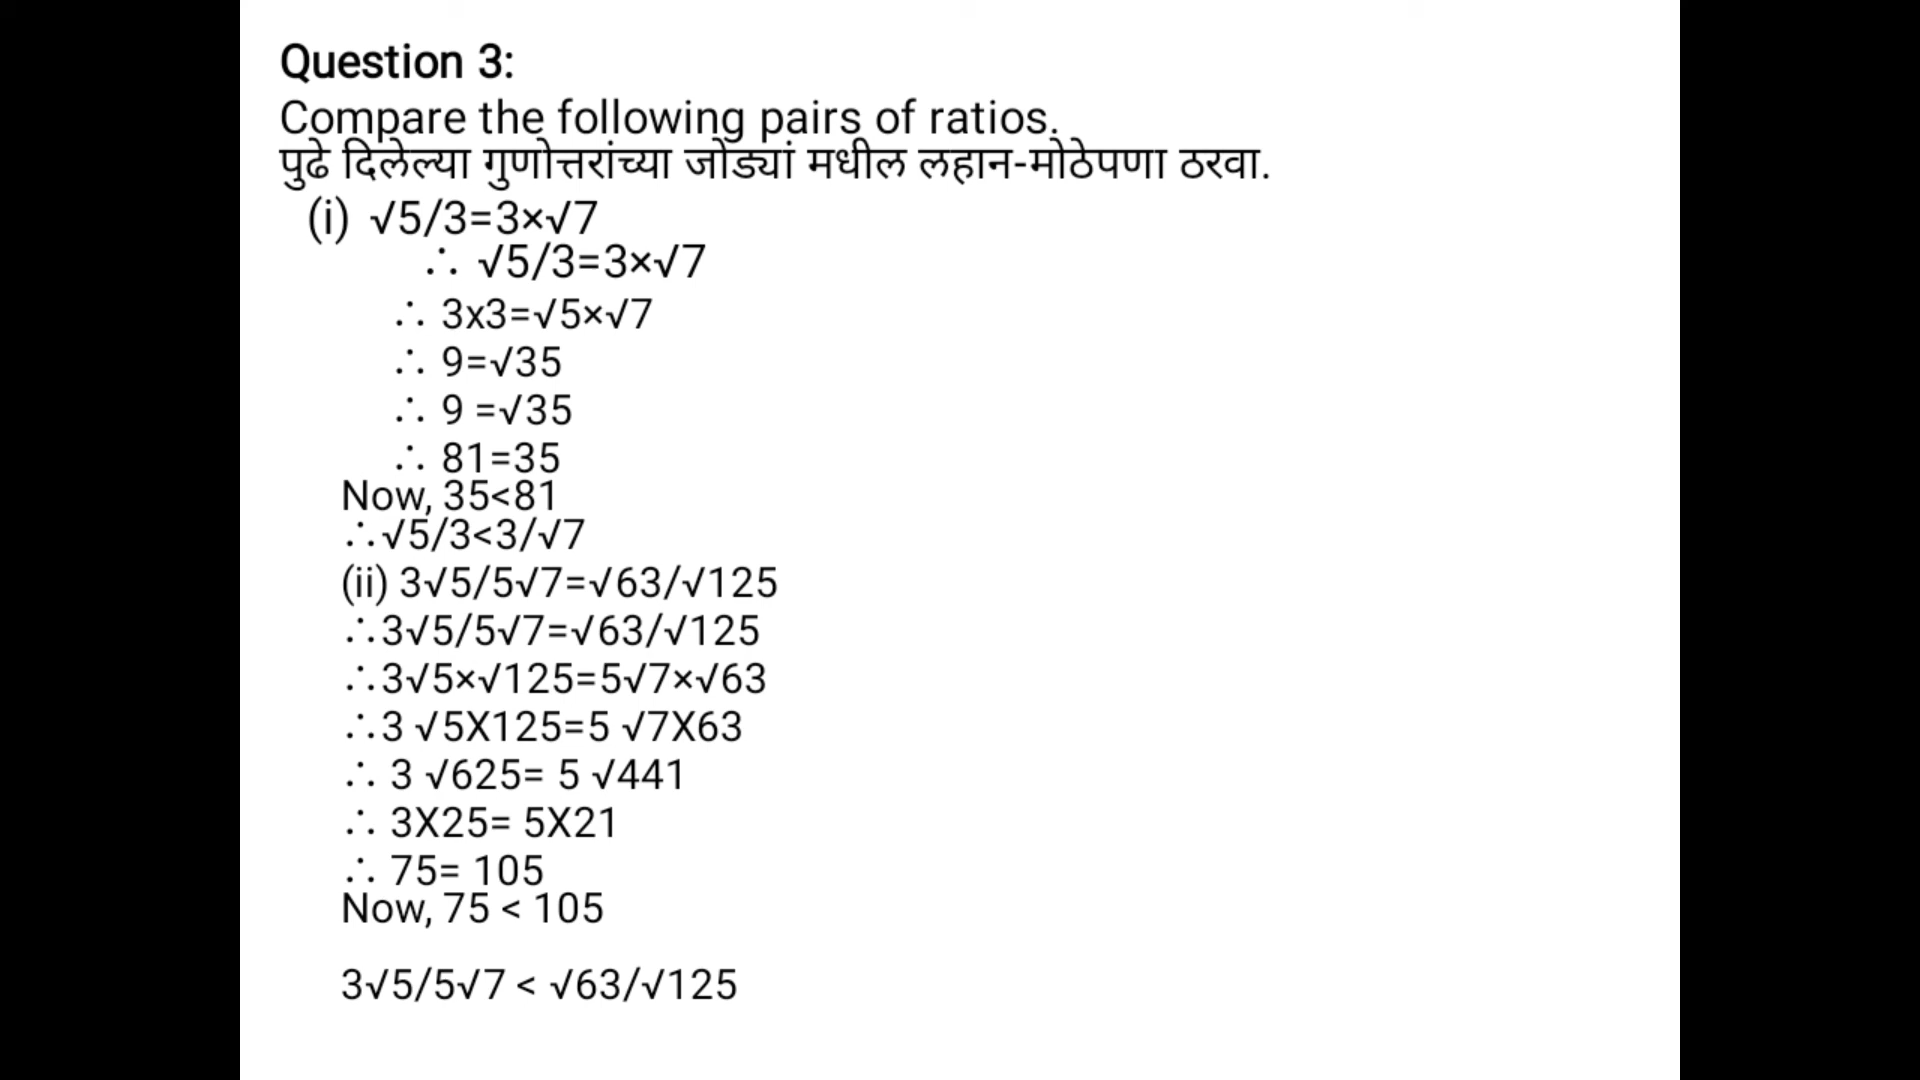 Question 3:
Compare the following pairs of ratios.
पुढे दिलेल्या गुणोत्तरांच्या जोड्यां मधील लहान-मोठेपणा ठरवा.
(i) √5/3=3×√7
∴ √5/3=3×√7
∴ 3x3=√5×√7
∴ 9=√35
∴ 9 =√35
∴ 81=35
Now, 35<81
∴√5/3<3/√7
(ii) 3√5/5√7=√63/√125
∴3√5/5√7=√63/√125
∴3√5×√125=5√7×√63
∴3 √5X125=5 √7X63
∴ 3 √625= 5 √441
∴ 3X25= 5X21
∴ 75= 105
Now, 75 < 105
3√5/5√7 < √63/√125